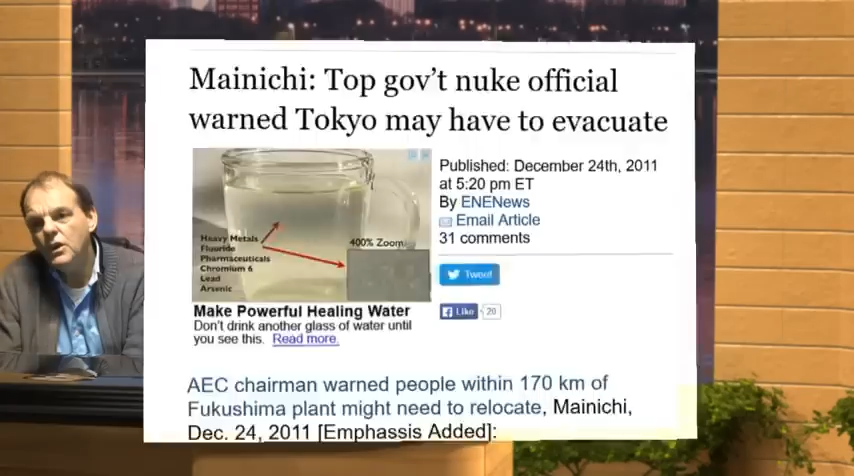 Mainichi: Top gov't nuke official
warned Tokyo may have to evacuate
Published: December 24th, 2011
at 5:20 pm ET
By ENENews
Email Article
31 comments
Heavy Metals
Fluoride
Pharmaceuticals
Chromium 6
Lead
Arsenic
400% Zoom
Tweet
Like 20
Make Powerful Healing Water
Don't drink another glass of water until
you see this. Read more.
AEC chairman warned people within 170 km of
Fukushima plant might need to relocate, Mainichi,
Dec. 24, 2011 [Emphassis Added]: